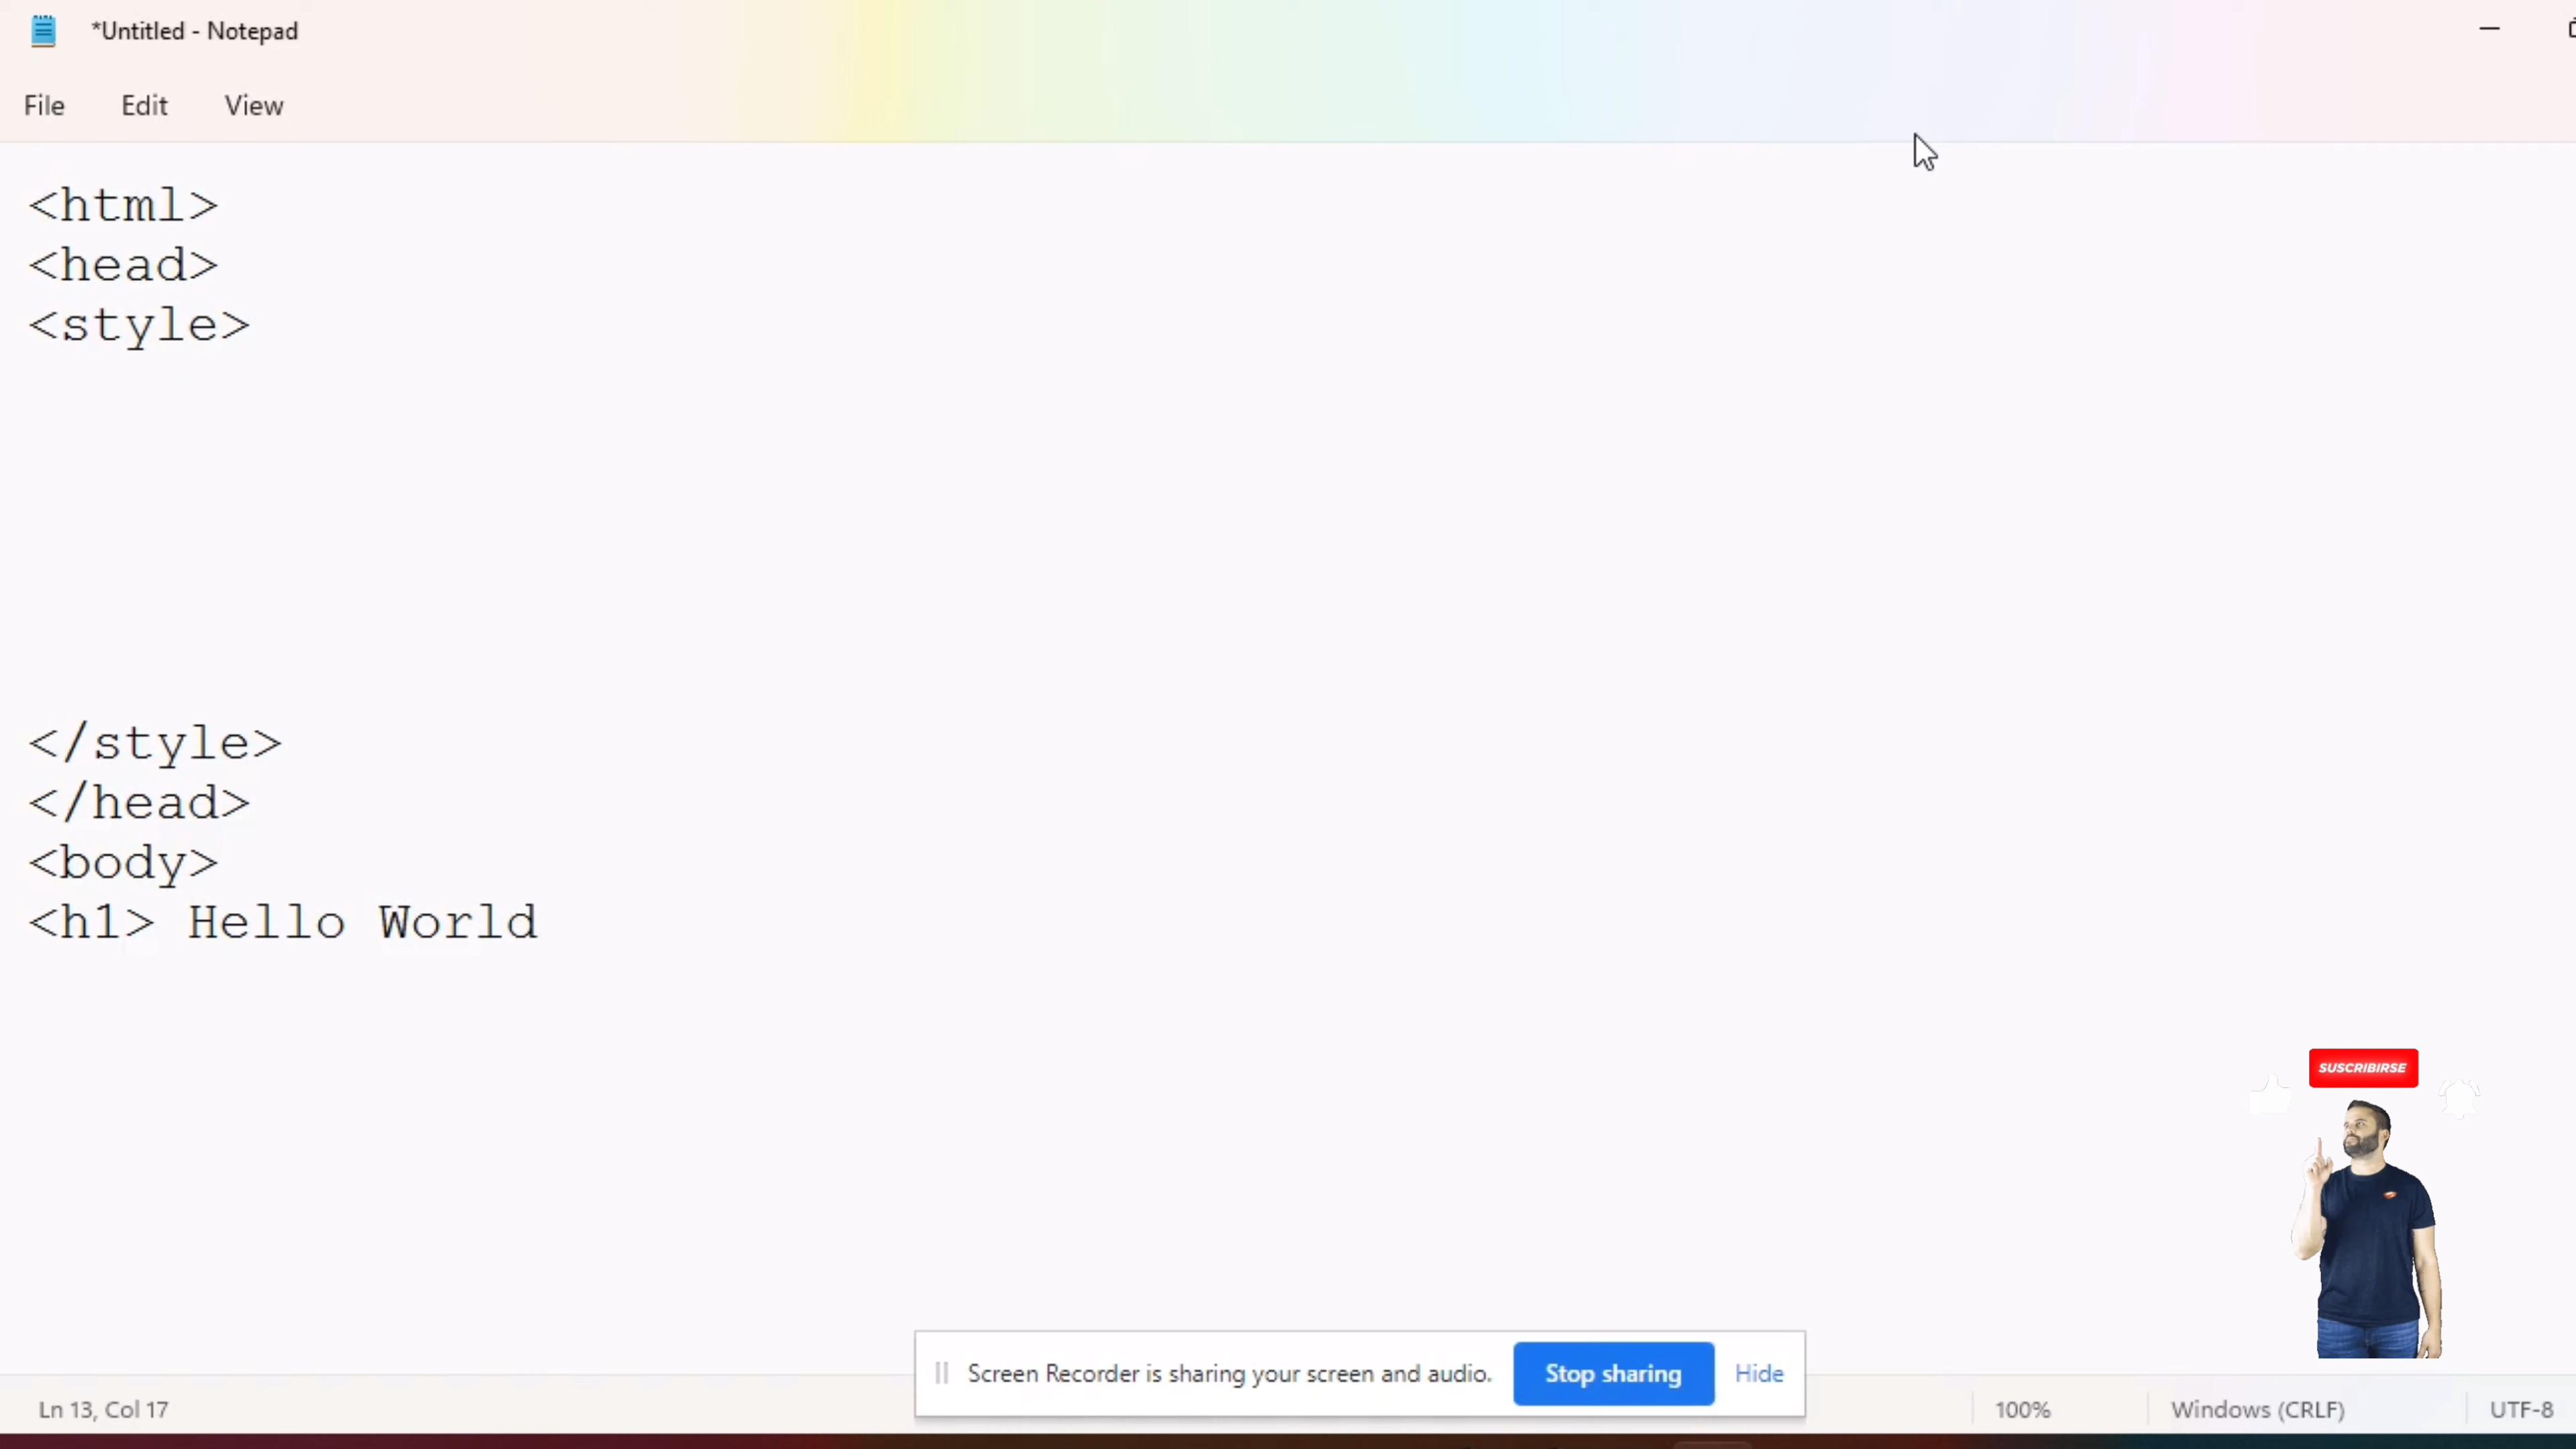 *Untitled - Notepad
File Edit View
<html>
<head>
<style>
</style>
</head>
<body>
<h1> Hello World
SUSCRIBIRSE
Screen Recorder is sharing your screen and audio. Stop sharing Hide
Ln 13, Col 17 100% Windows (CRLF) UTF-8